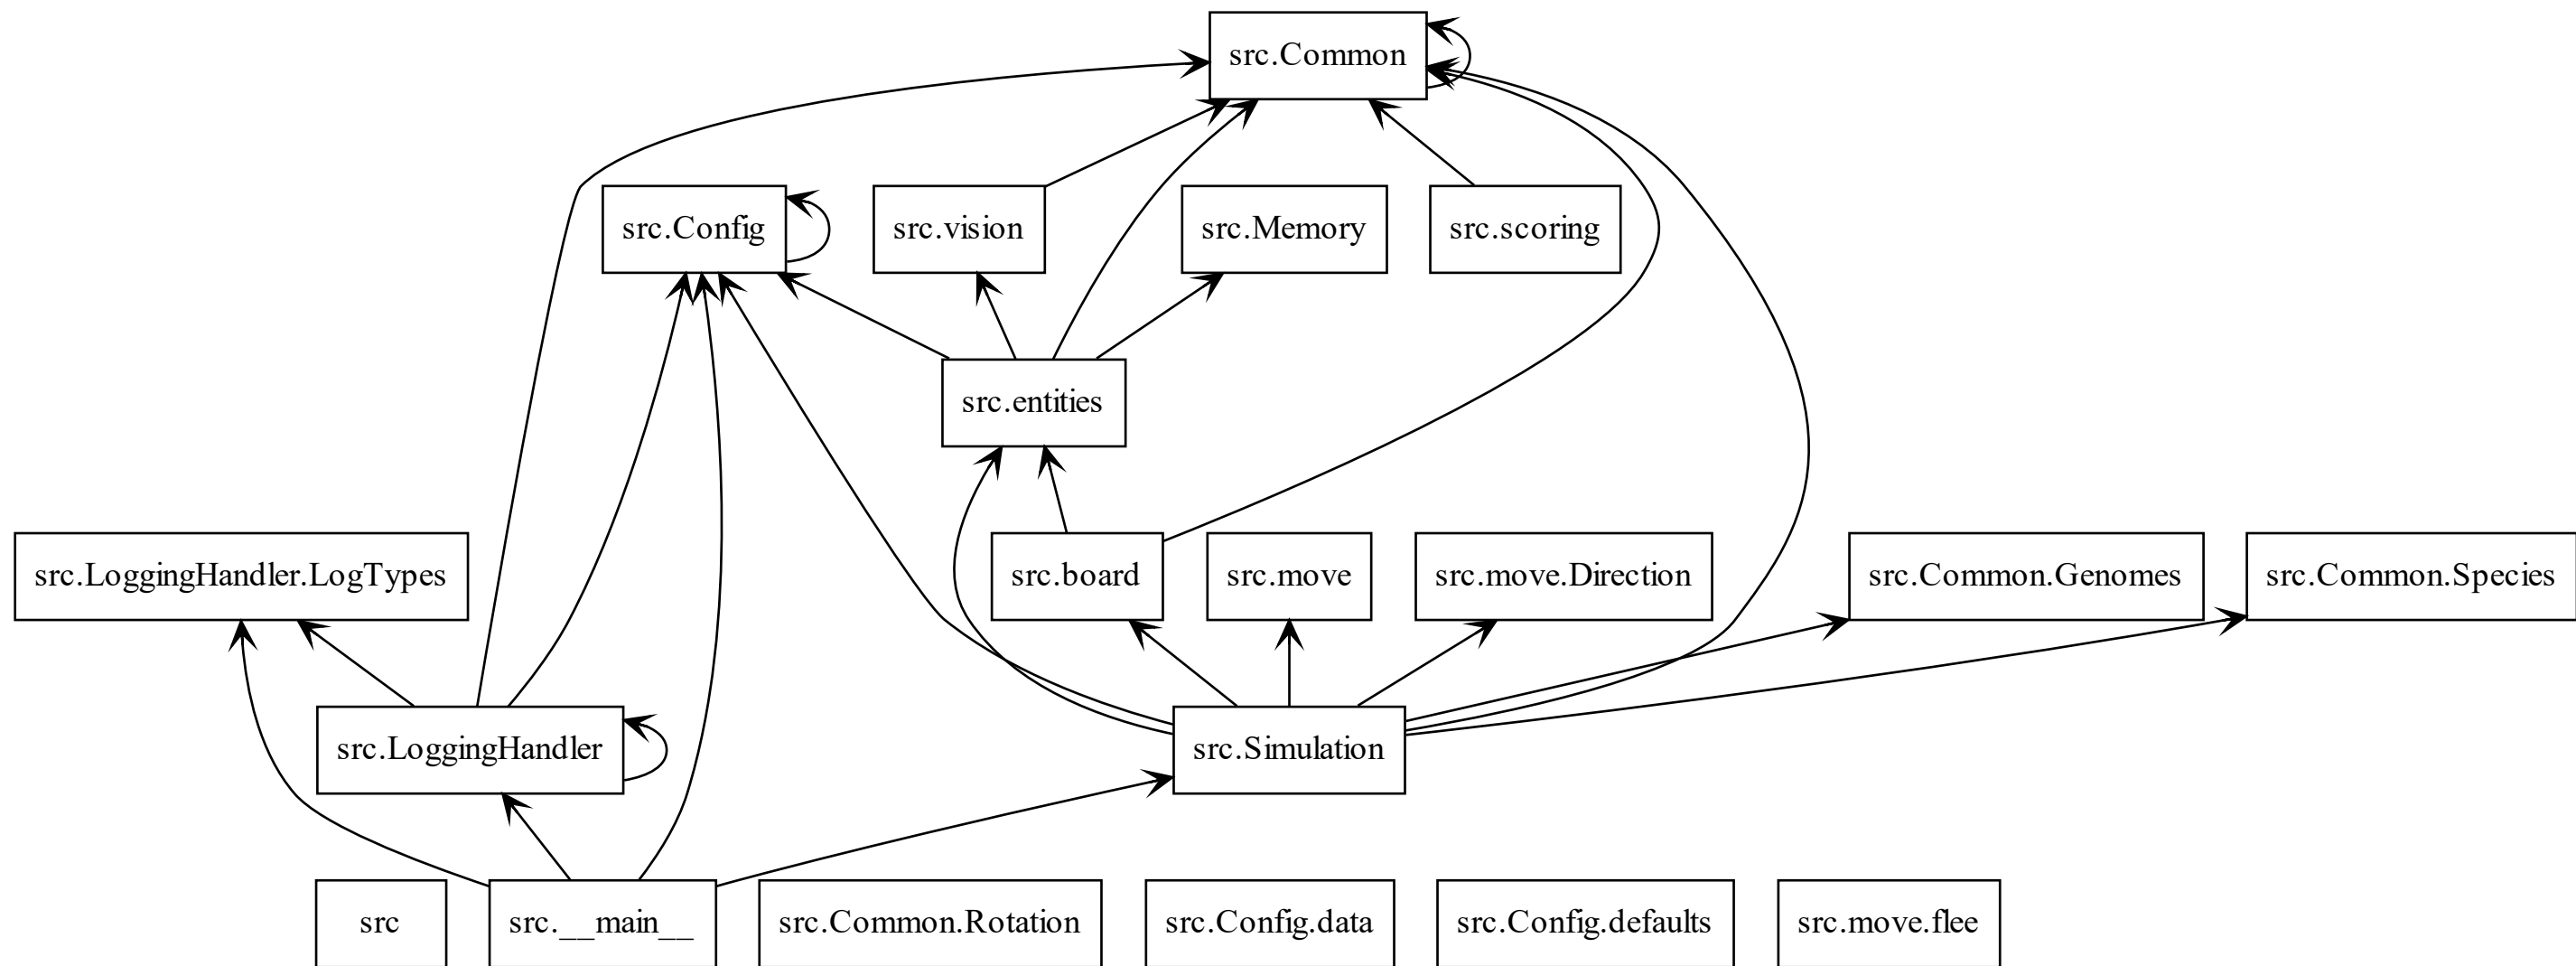 src.Common
src.Config
src.vision
src.Memory
src.scoring
src.entities
src.LoggingHandler.LogTypes
src.board
src.move
src.move.Direction
src.Common.Genomes
src.Common.Species
src.LoggingHandler
src.Simulation
src
src.__main__
src.Common.Rotation
src.Config.data
src.Config.defaults
src.move.flee